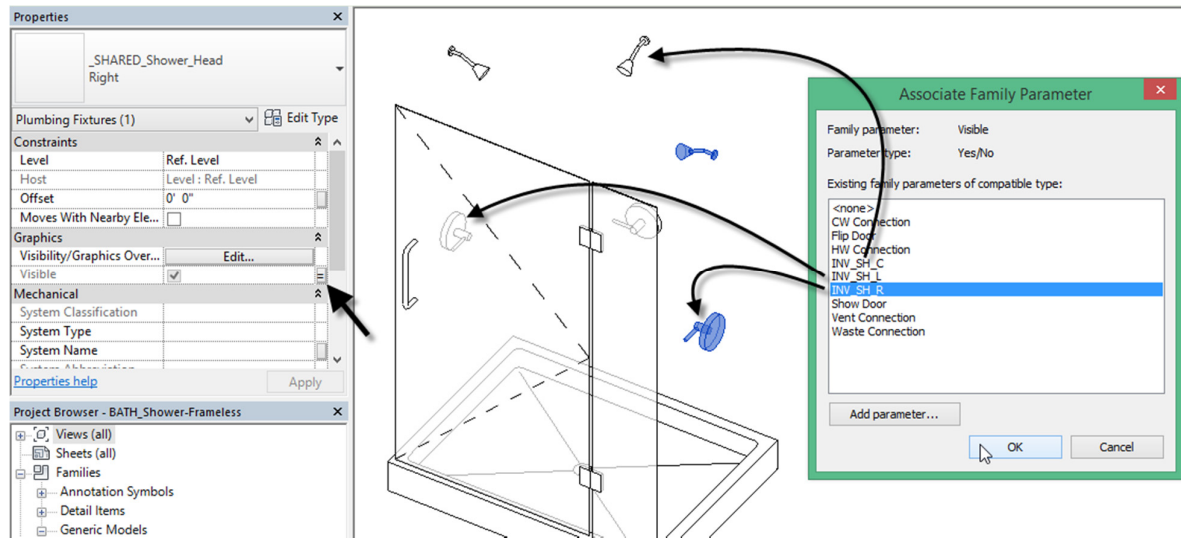 Properties
_SHARED_Shower_Head
Right
Plumbing Fixtures (1)
Edit Type
Constraints
Level Ref. Level
Host Level : Ref. Level
Offset 0' 0"
Moves With Nearby Ele...
Graphics
Visibility/Graphics Over... Edit...
Visible =
Mechanical
System Classification
System Type
System Name
System Abbreviation
Properties help Apply
Project Browser - BATH_Shower-Frameless
Views (all)
Sheets (all)
Families
Annotation Symbols
Detail Items
Generic Models
Associate Family Parameter
Family parameter: Visible
Parameter type: Yes/No
Existing family parameters of compatible type:
<none>
CW Connection
Flip Door
HW Connection
INV_SH_C
INV_SH_L
INV_SH_R
Show Door
Vent Connection
Waste Connection
Add parameter...
OK Cancel